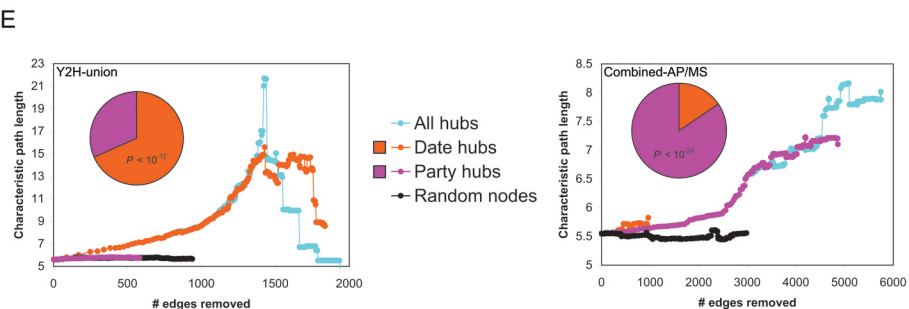 E
Y2H-union
Characteristic path length
23
21
19
17
15
13
11
9
7
5
P < 10-12
0
500
1000
1500
2000
# edges removed
All hubs
Date hubs
Party hubs
Random nodes
Combined-AP/MS
Characteristic path length
8.5
8
7.5
7
6.5
6
5.5
5
P < 10-24
0
1000
2000
3000
4000
5000
6000
# edges removed